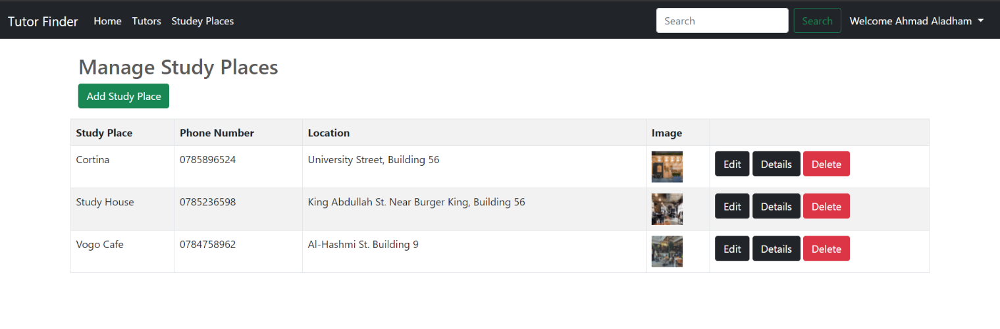 Tutor Finder Home Tutors Studey Places Search Search Welcome Ahmad Aladham
Manage Study Places
Add Study Place
Study Place Phone Number Location Image
Cortina 0785896524 University Street, Building 56 Edit Details Delete
Study House 0785236598 King Abdullah St. Near Burger King, Building 56 Edit Details Delete
Vogo Cafe 0784758962 Al-Hashmi St. Building 9 Edit Details Delete